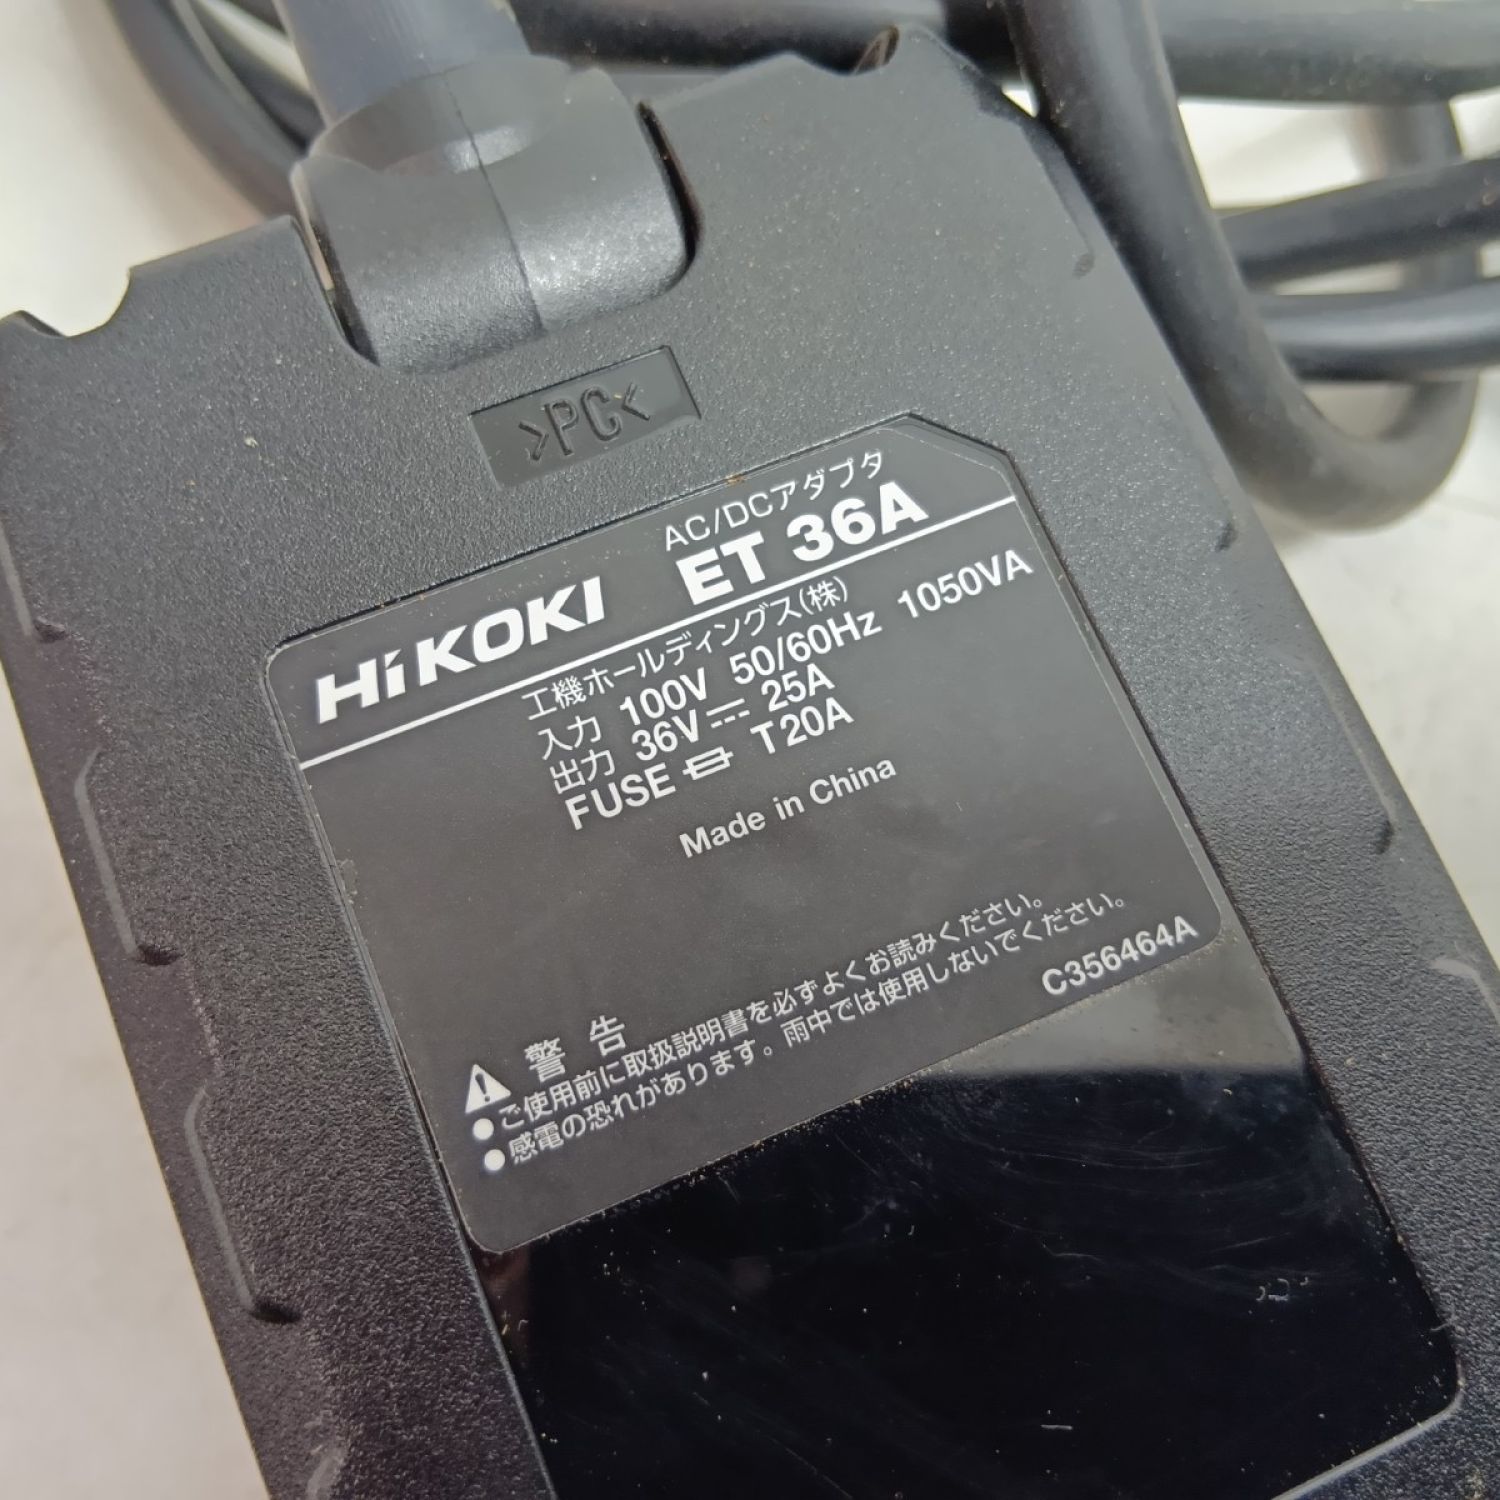 >PC<
AC/DCアダプタ
HiKOKI ET 36A
工機ホールディングス(株)
入力 100V 50/60Hz 1050VA
出力 36V 25A
FUSE T20A
Made in China
警告
●ご使用前に取扱説明書を必ずよくお読みください。
●感電の恐れがあります。雨中では使用しないでください。
C356464A